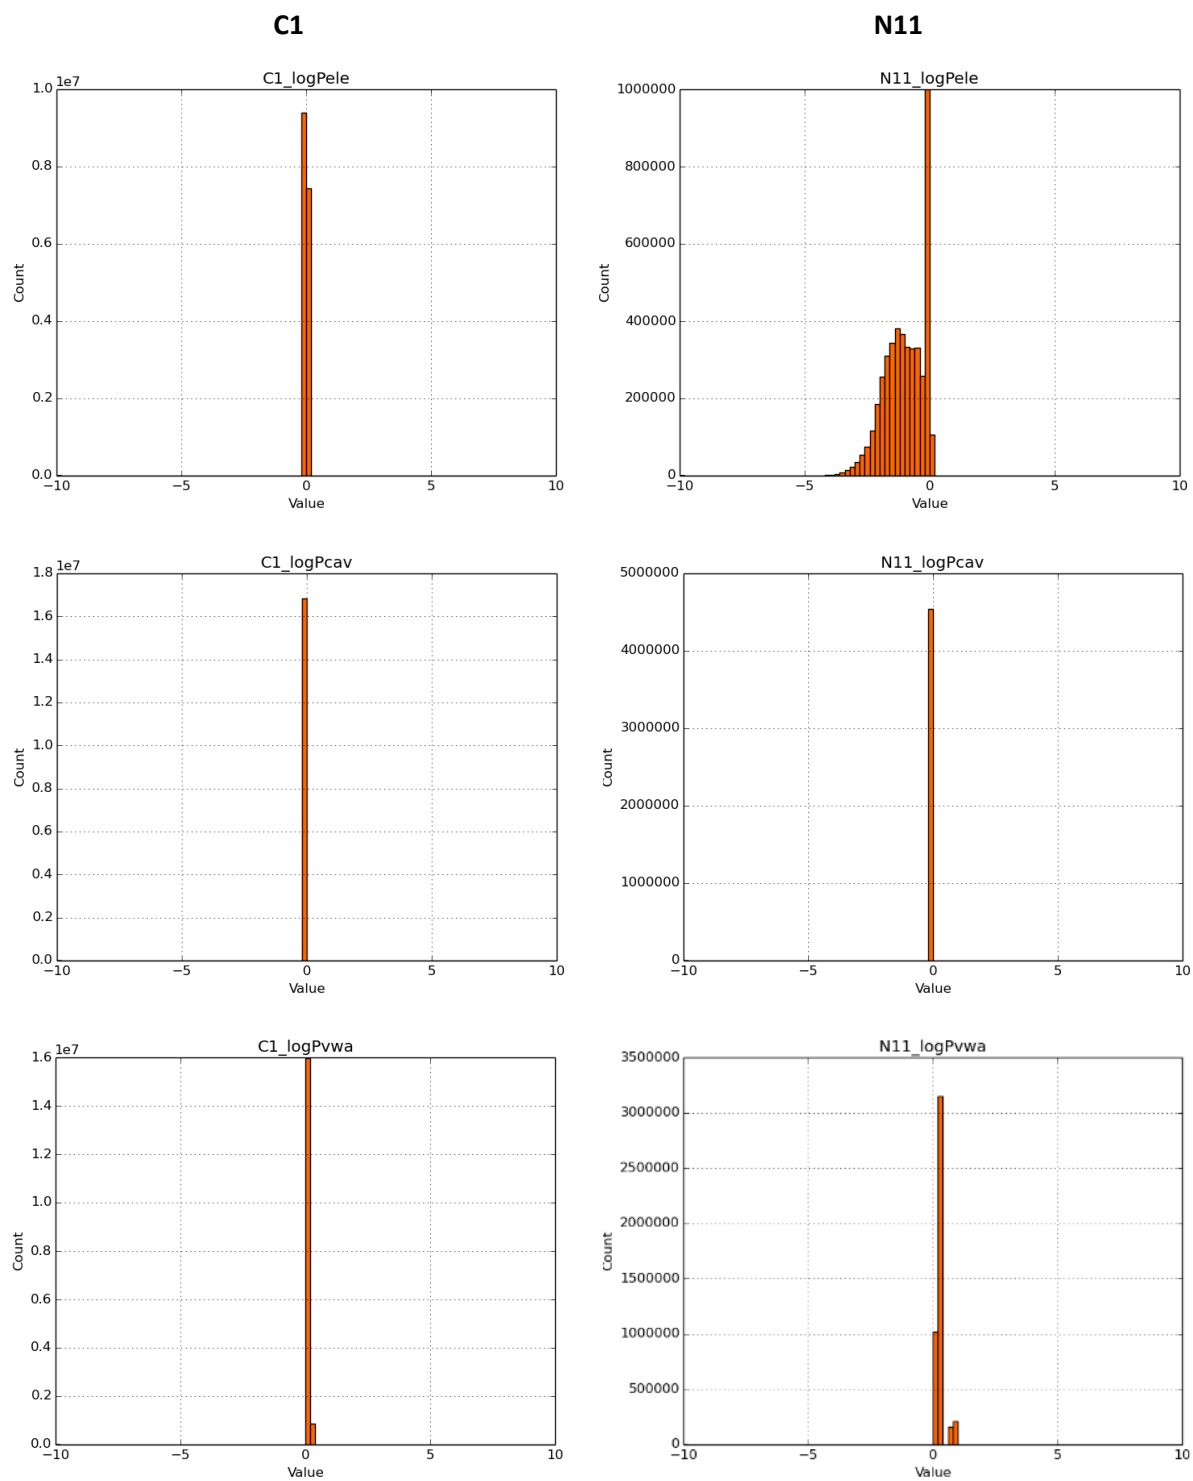 C1 N11
C1_logPele
1e7
1.0
0.8
0.6
0.4
0.2
0.0
Count
−10 −5 0 5 10
Value
N11_logPele
1000000
800000
600000
400000
200000
0
Count
−10 −5 0 5 10
Value
C1_logPcav
1e7
1.8
1.6
1.4
1.2
1.0
0.8
0.6
0.4
0.2
0.0
Count
−10 −5 0 5 10
Value
N11_logPcav
5000000
4000000
3000000
2000000
1000000
0
Count
−10 −5 0 5 10
Value
C1_logPvwa
1e7
1.6
1.4
1.2
1.0
0.8
0.6
0.4
0.2
0.0
Count
−10 −5 0 5 10
Value
N11_logPvwa
3500000
3000000
2500000
2000000
1500000
1000000
500000
0
Count
−10 −5 0 5 10
Value